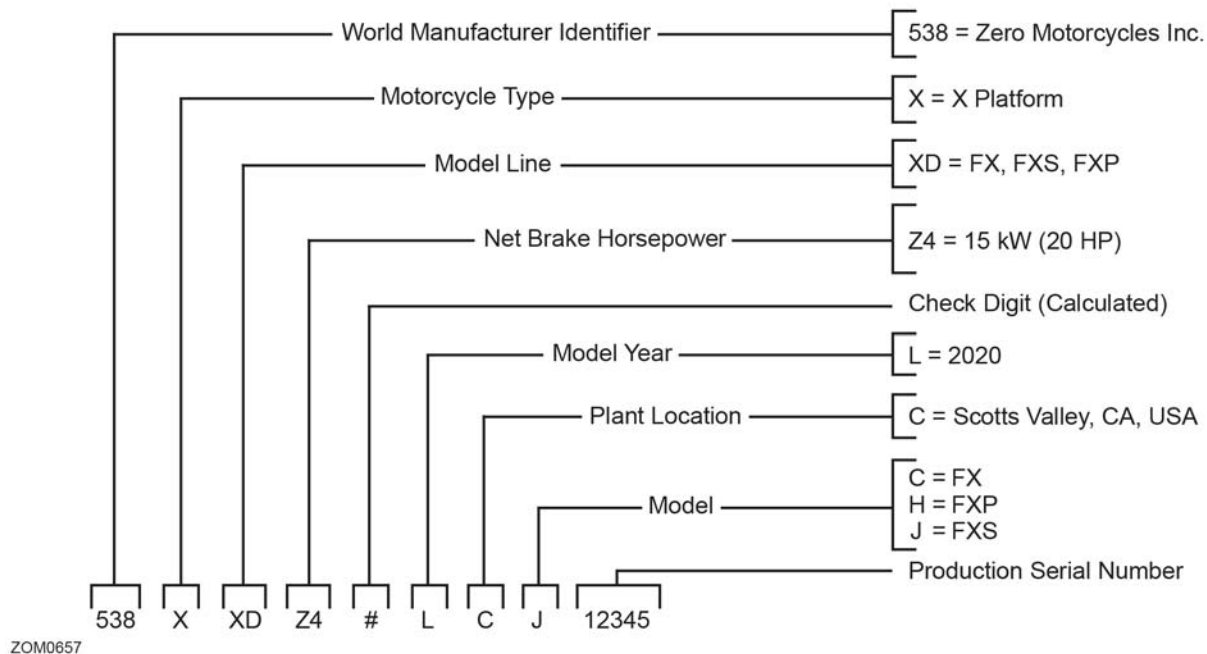 World Manufacturer Identifier
538 = Zero Motorcycles Inc.
Motorcycle Type
X = X Platform
Model Line
XD = FX, FXS, FXP
Net Brake Horsepower
Z4 = 15 kW (20 HP)
Check Digit (Calculated)
Model Year
L = 2020
Plant Location
C = Scotts Valley, CA, USA
Model
C = FX
H = FXP
J = FXS
Production Serial Number
538 X XD Z4 # L C J 12345
ZOM0657